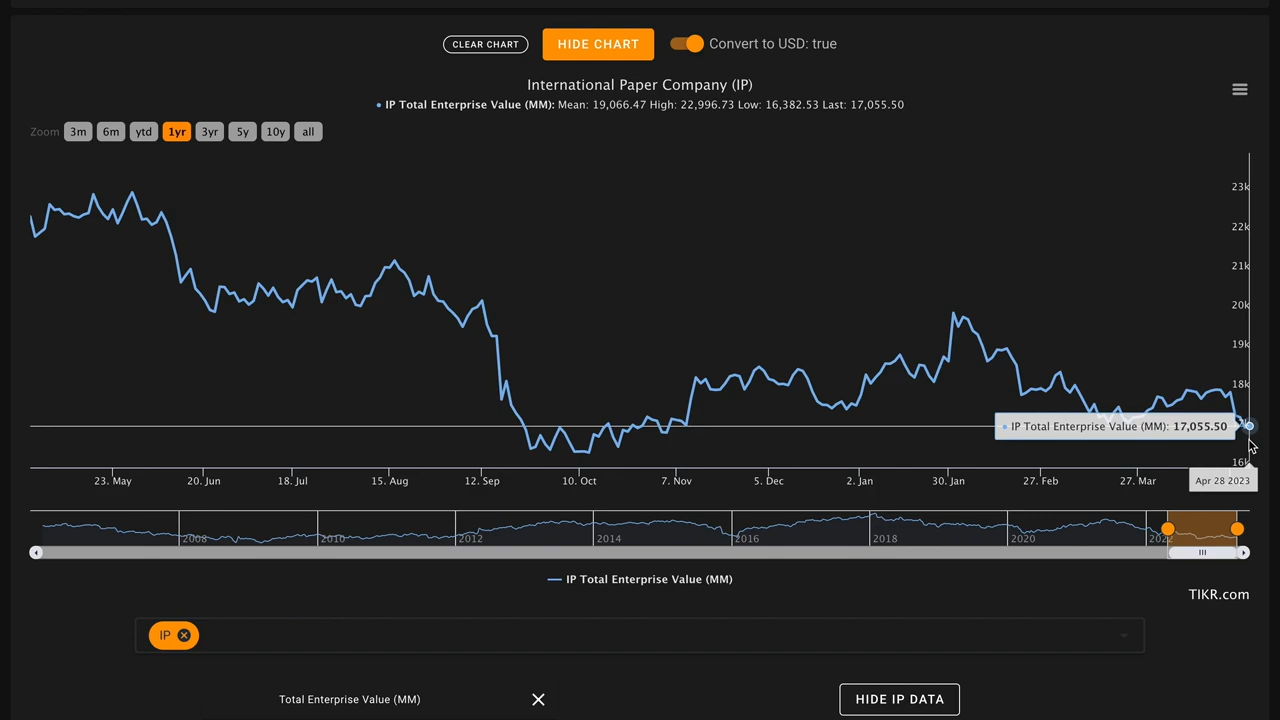 CLEAR CHART
HIDE CHART
Convert to USD: true
International Paper Company (IP)
IP Total Enterprise Value (MM): Mean: 19,066.47 High: 22,996.73 Low: 16,382.53 Last: 17,055.50
Zoom 3m 6m ytd 1yr 3yr 5y 10y all
23k
22k
21k
20k
19k
18k
IP Total Enterprise Value (MM): 17,055.50
16k
23. May 20. Jun 18. Jul 15. Aug 12. Sep 10. Oct 7. Nov 5. Dec 2. Jan 30. Jan 27. Feb 27. Mar Apr 28 2023
2008 2010 2012 2014 2016 2018 2020 2022
IP Total Enterprise Value (MM)
TIKR.com
IP
Total Enterprise Value (MM)
HIDE IP DATA